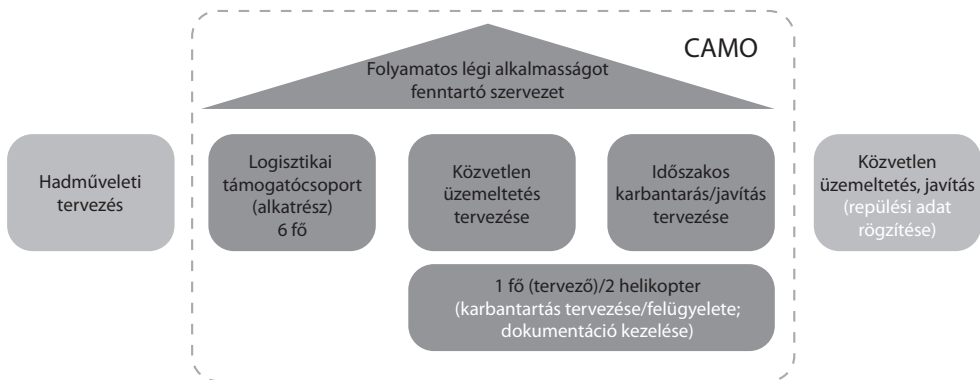 CAMO
Folyamatos légi alkalmasságot
fenntartó szervezet
Hadműveleti
tervezés
Logisztikai
támogatócsoport
(alkatrész)
6 fő
Közvetlen
üzemeltetés
tervezése
Időszakos
karbantarás/javítás
tervezése
Közvetlen
üzemeltetés, javítás
(repülési adat
rögzítése)
1 fő (tervező)/2 helikopter
(karbantartás tervezése/felügyelete;
dokumentáció kezelése)